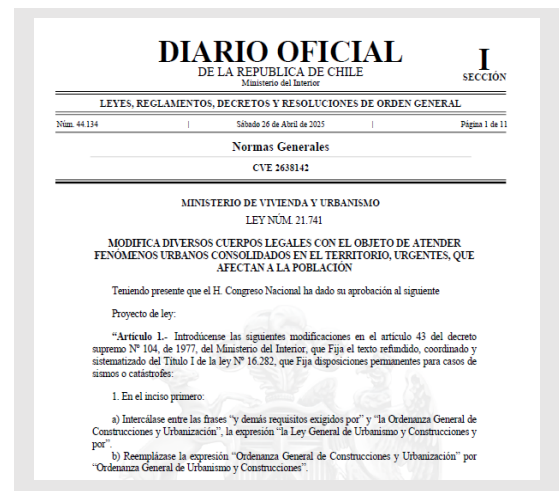 DIARIO OFICIAL
DE LA REPUBLICA DE CHILE
Ministerio del Interior
I
SECCIÓN
LEYES, REGLAMENTOS, DECRETOS Y RESOLUCIONES DE ORDEN GENERAL
Núm. 44.134 | Sábado 26 de Abril de 2025 | Página 1 de 11
Normas Generales
CVE 2638142
MINISTERIO DE VIVIENDA Y URBANISMO
LEY NÚM. 21.741
MODIFICA DIVERSOS CUERPOS LEGALES CON EL OBJETO DE ATENDER
FENÓMENOS URBANOS CONSOLIDADOS EN EL TERRITORIO, URGENTES, QUE
AFECTAN A LA POBLACIÓN
Teniendo presente que el H. Congreso Nacional ha dado su aprobación al siguiente
Proyecto de ley:
“Artículo 1.- Introdúcense las siguientes modificaciones en el artículo 43 del decreto
supremo Nº 104, de 1977, del Ministerio del Interior, que Fija el texto refundido, coordinado y
sistematizado del Título I de la ley Nº 16.282, que Fija disposiciones permanentes para casos de
sismos o catástrofes:
1. En el inciso primero:
a) Intercálase entre las frases “y demás requisitos exigidos por” y “la Ordenanza General de
Construcciones y Urbanización”, la expresión “la Ley General de Urbanismo y Construcciones y
por”.
b) Reemplázase la expresión “Ordenanza General de Construcciones y Urbanización” por
“Ordenanza General de Urbanismo y Construcciones”.